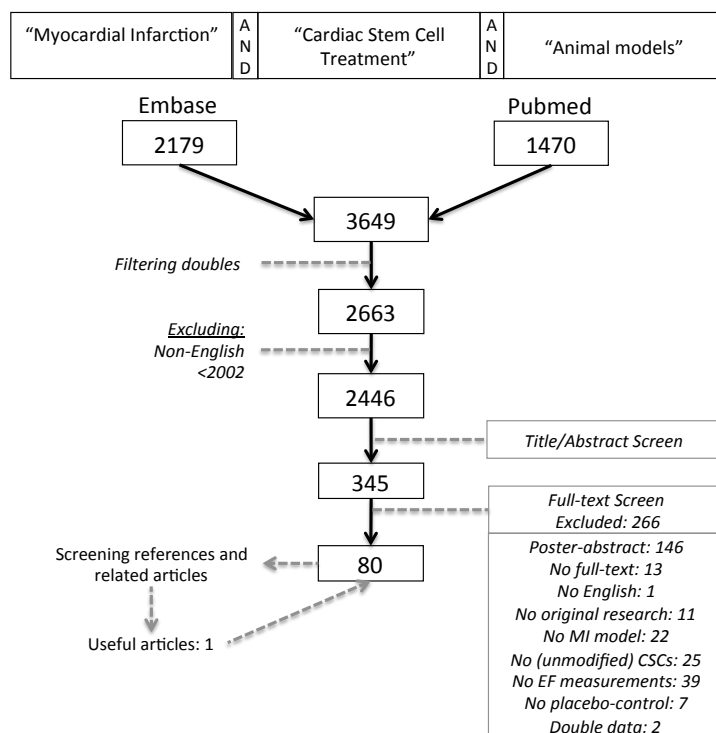 “Myocardial Infarction”
A
N
D
“Cardiac Stem Cell
Treatment”
A
N
D
“Animal models”
Embase
Pubmed
2179
1470
3649
Filtering doubles
2663
Excluding:
Non-English
<2002
2446
Title/Abstract Screen
345
Full-text Screen
Excluded: 266
Poster-abstract: 146
No full-text: 13
No English: 1
No original research: 11
No MI model: 22
No (unmodified) CSCs: 25
No EF measurements: 39
No placebo-control: 7
Double data: 2
80
Screening references and
related articles
Useful articles: 1